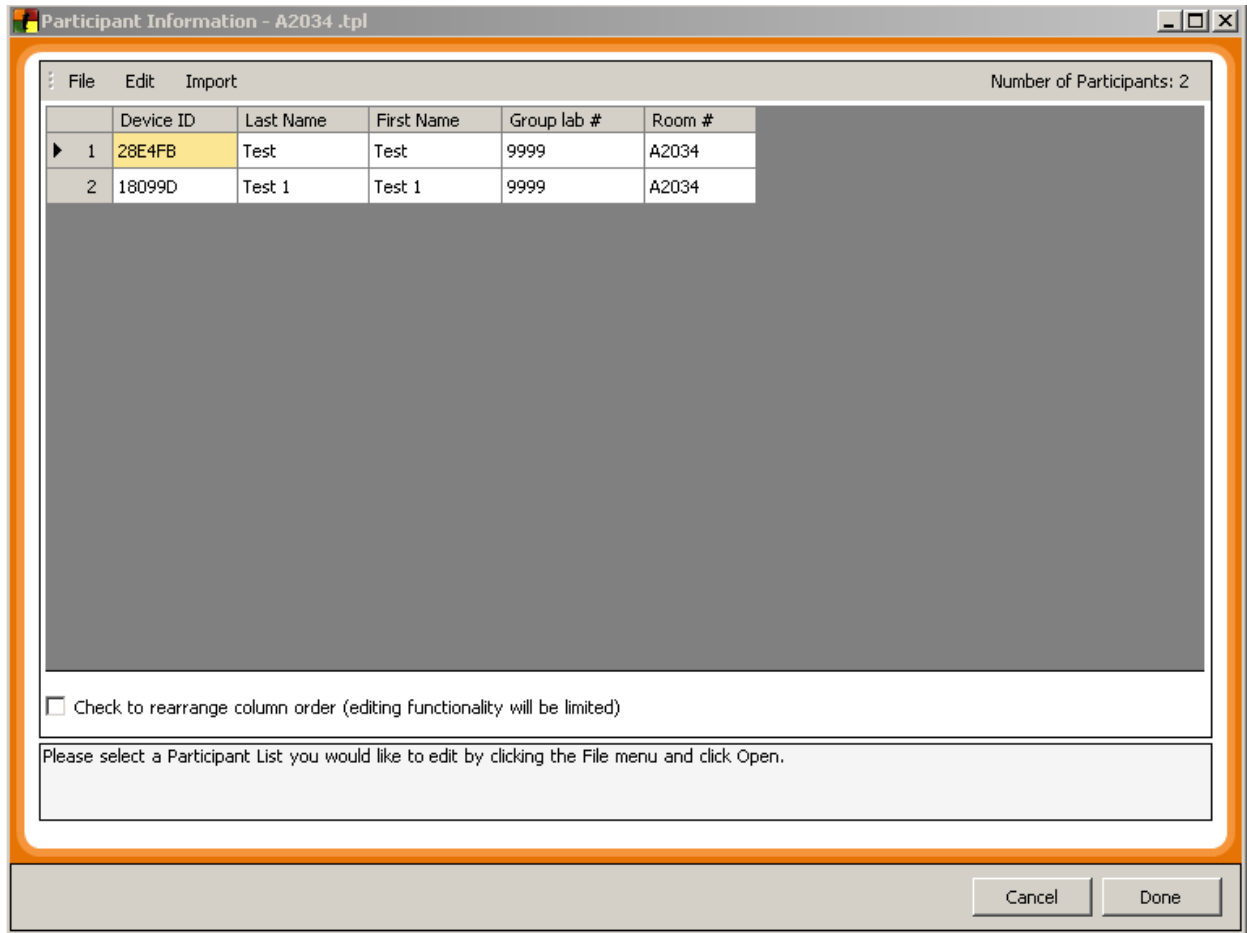 Participant Information - A2034 .tpl
File Edit Import Number of Participants: 2
Device ID Last Name First Name Group lab # Room #
1 28E4FB Test Test 9999 A2034
2 18099D Test 1 Test 1 9999 A2034
Check to rearrange column order (editing functionality will be limited)
Please select a Participant List you would like to edit by clicking the File menu and click Open.
Cancel Done